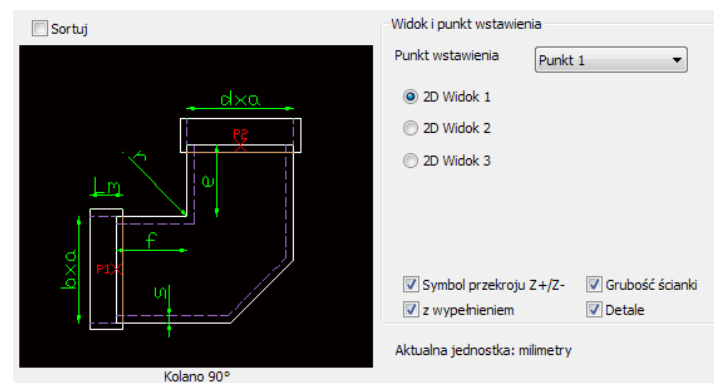 Sortuj
Widok i punkt wstawienia
Punkt wstawienia
Punkt 1
2D Widok 1
2D Widok 2
2D Widok 3
dxa
P2
r
e
Lm
f
bxa
P1
S
Symbol przekroju Z+/Z-
Grubość ścianki
z wypełnieniem
Detale
Aktualna jednostka: milimetry
Kolano 90°